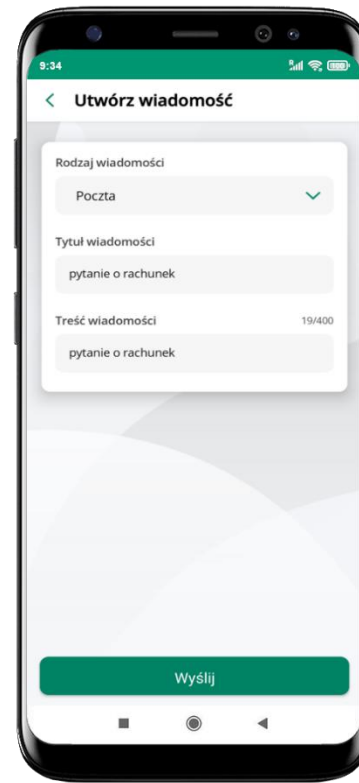 9:34
Utwórz wiadomość
Rodzaj wiadomości
Poczta
Tytuł wiadomości
pytanie o rachunek
Treść wiadomości 19/400
pytanie o rachunek
Wyślij